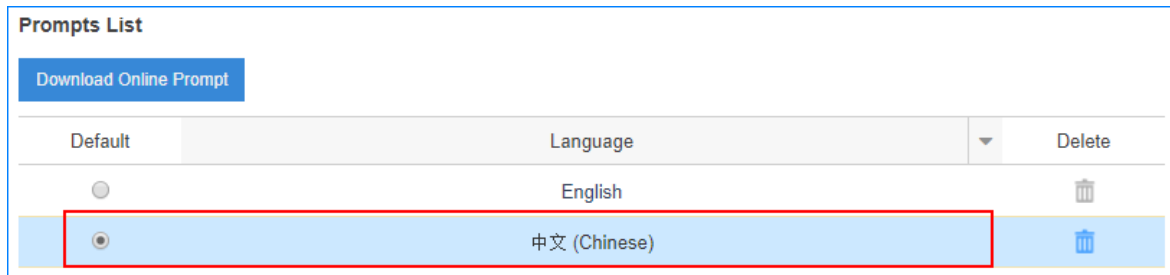 Prompts List
Download Online Prompt
Default Language Delete
English
中文 (Chinese)